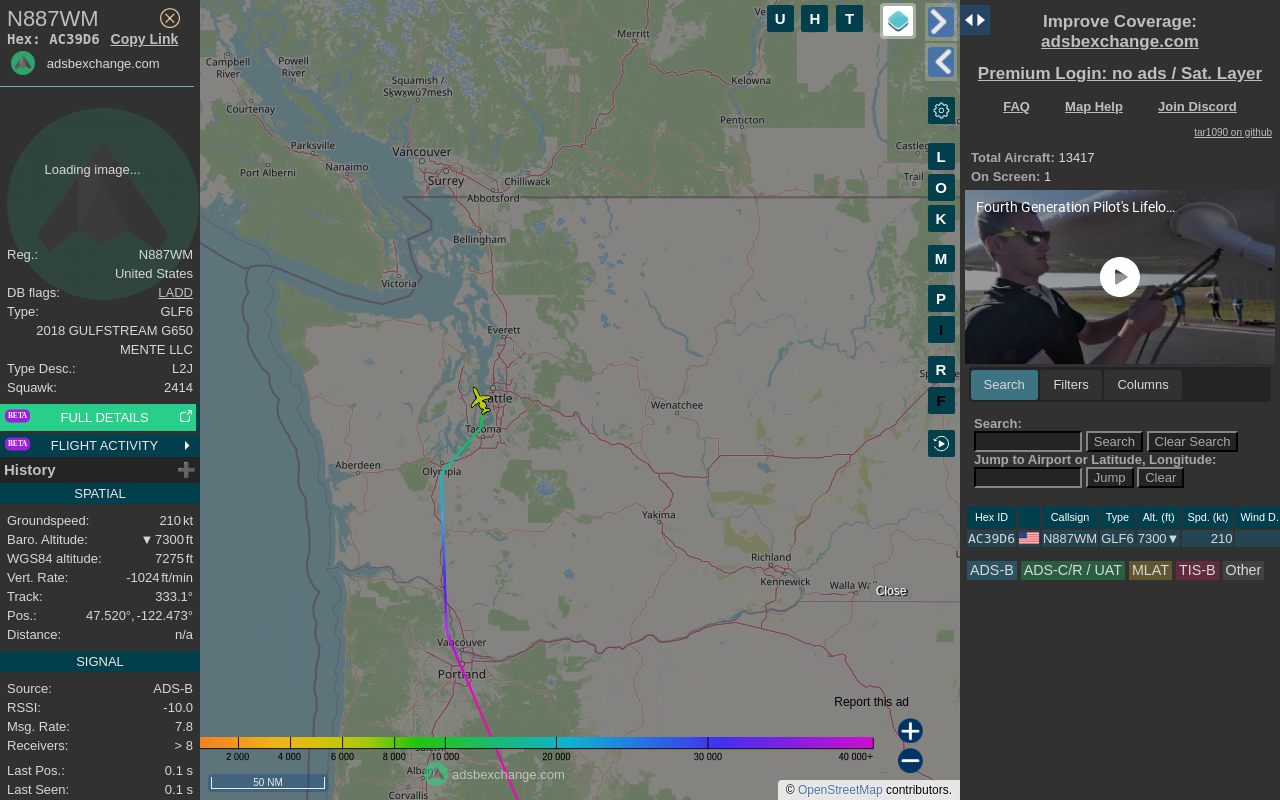 N887WM
Hex: AC39D6 Copy Link
adsbexchange.com
Loading image...
Reg.: N887WM
United States
DB flags: LADD
Type: GLF6
2018 GULFSTREAM G650
MENTE LLC
Type Desc.: L2J
Squawk: 2414
BETA FULL DETAILS
BETA FLIGHT ACTIVITY
History
SPATIAL
Groundspeed: 210 kt
Baro. Altitude: ▼ 7300 ft
WGS84 altitude: 7275 ft
Vert. Rate: -1024 ft/min
Track: 333.1°
Pos.: 47.520°, -122.473°
Distance: n/a
SIGNAL
Source: ADS-B
RSSI: -10.0
Msg. Rate: 7.8
Receivers: > 8
Last Pos.: 0.1 s
Last Seen: 0.1 s
U H T
L
O
K
M
P
I
R
F
Merritt
Campbell
River
Powell
River
Squamish /
Sḵwx̱wú7mesh
Kelowna
Courtenay
Penticton
Parksville
Vancouver
Nanaimo
Port Alberni
Surrey
Chilliwack
Abbotsford
Trail
Bellingham
Victoria
Everett
Wenatchee
Tacoma
Aberdeen
Olympia
Yakima
Richland
Kennewick
Close
Vancouver
Portland
Report this ad
2 000 4 000 6 000 8 000 10 000 20 000 30 000 40 000+
adsbexchange.com
50 NM
Corvallis
© OpenStreetMap contributors.
Improve Coverage:
adsbexchange.com
Premium Login: no ads / Sat. Layer
FAQ Map Help Join Discord
tar1090 on github
Total Aircraft: 13417
On Screen: 1
Fourth Generation Pilot's Lifelo...
Search Filters Columns
Search:
Search Clear Search
Jump to Airport or Latitude, Longitude:
Jump Clear
Hex ID Callsign Type Alt. (ft) Spd. (kt) Wind D.
AC39D6 N887WM GLF6 7300▼ 210
ADS-B ADS-C/R / UAT MLAT TIS-B Other